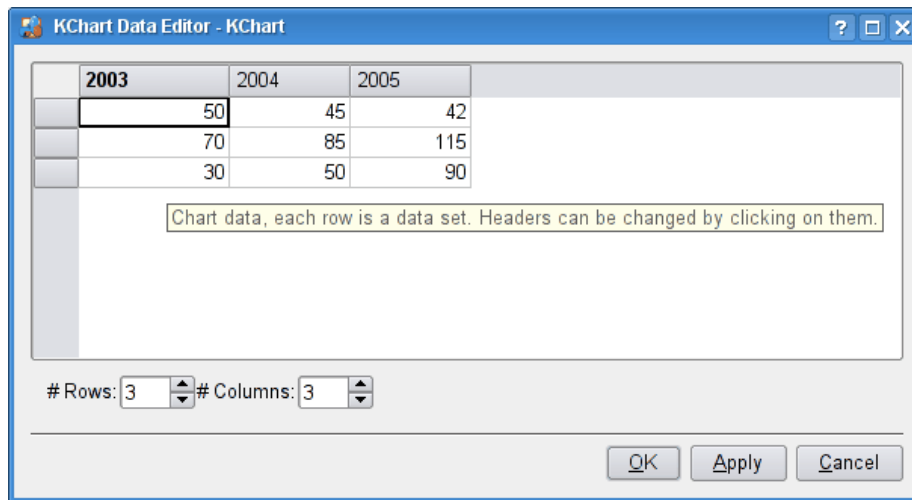 KChart Data Editor - KChart
2003 2004 2005
50 45 42
70 85 115
30 50 90
Chart data, each row is a data set. Headers can be changed by clicking on them.
# Rows: 3 # Columns: 3
OK Apply Cancel